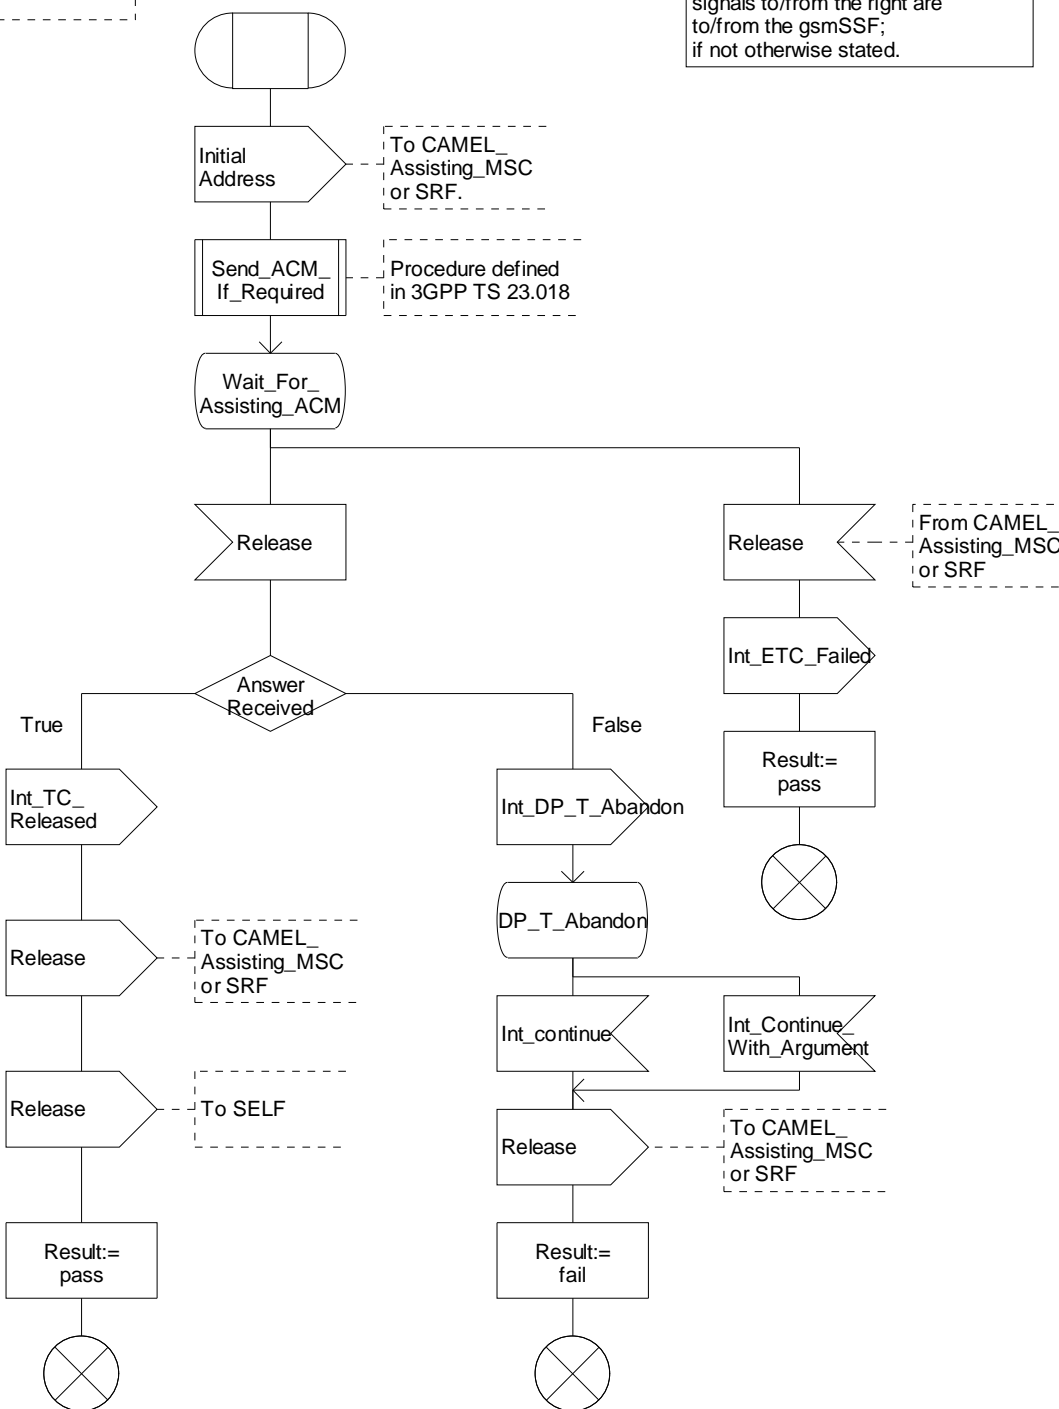 signals to/from the right are
to/from the gsmSSF;
if not otherwise stated.
Initial
Address
To CAMEL_
Assisting_MSC
or SRF.
Send_ACM_
If_Required
Procedure defined
in 3GPP TS 23.018
Wait_For_
Assisting_ACM
Release
Release
From CAMEL_
Assisting_MSC
or SRF
Int_ETC_Failed
Answer
Received
True
False
Result:=
pass
Int_TC_
Released
Int_DP_T_Abandon
DP_T_Abandon
Release
To CAMEL_
Assisting_MSC
or SRF
Int_continue
Int_Continue_
With_Argument
Release
To SELF
Release
To CAMEL_
Assisting_MSC
or SRF
Result:=
pass
Result:=
fail